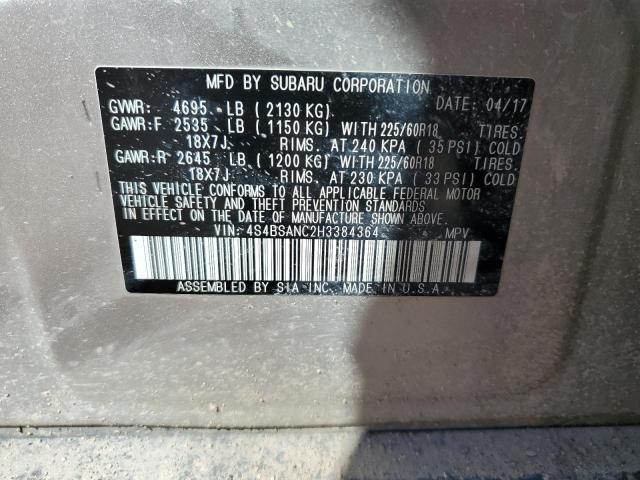 MFD BY SUBARU CORPORATION
GVWR: 4695 LB ( 2130 KG) DATE: 04/17
GAWR:F 2535 LB ( 1150 KG) WITH 225/60R18 TIRES
18X7J RIMS. AT 240 KPA ( 35 PSI) COLD
GAWR:R 2645 LB ( 1200 KG) WITH 225/60R18 TIRES.
18X7J RIMS. AT 230 KPA ( 33 PSI) COLD
THIS VEHICLE CONFORMS TO ALL APPLICABLE FEDERAL MOTOR
VEHICLE SAFETY AND THEFT PREVENTION STANDARDS
IN EFFECT ON THE DATE OF MANUFACTURE SHOWN ABOVE.
VIN: 4S4BSANC2H3384364 MPV
ASSEMBLED BY SIA INC. MADE IN U.S.A.